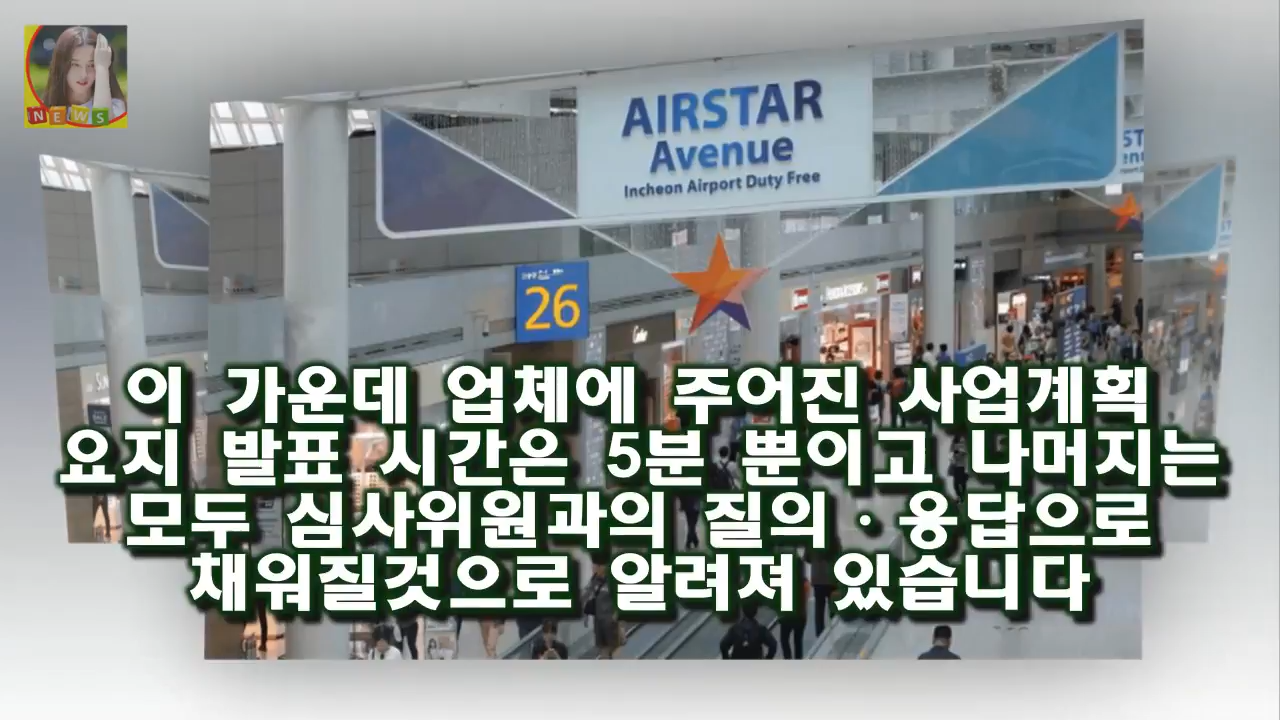 NEWS
AIRSTAR
Avenue
Incheon Airport Duty Free
26
이 가운데 업체에 주어진 사업계획
요지 발표 시간은 5분 뿐이고 나머지는
모두 심사위원과의 질의·응답으로
채워질것으로 알려져 있습니다